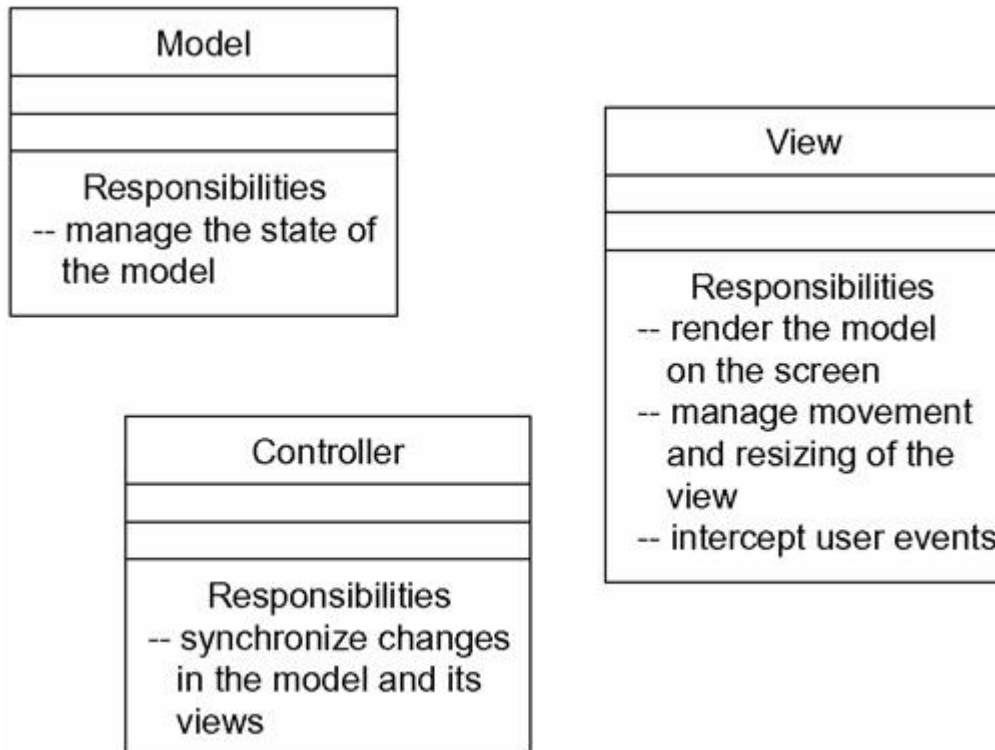 Model
Responsibilities
-- manage the state of
the model
View
Responsibilities
-- render the model
on the screen
-- manage movement
and resizing of the
view
-- intercept user events
Controller
Responsibilities
-- synchronize changes
in the model and its
views